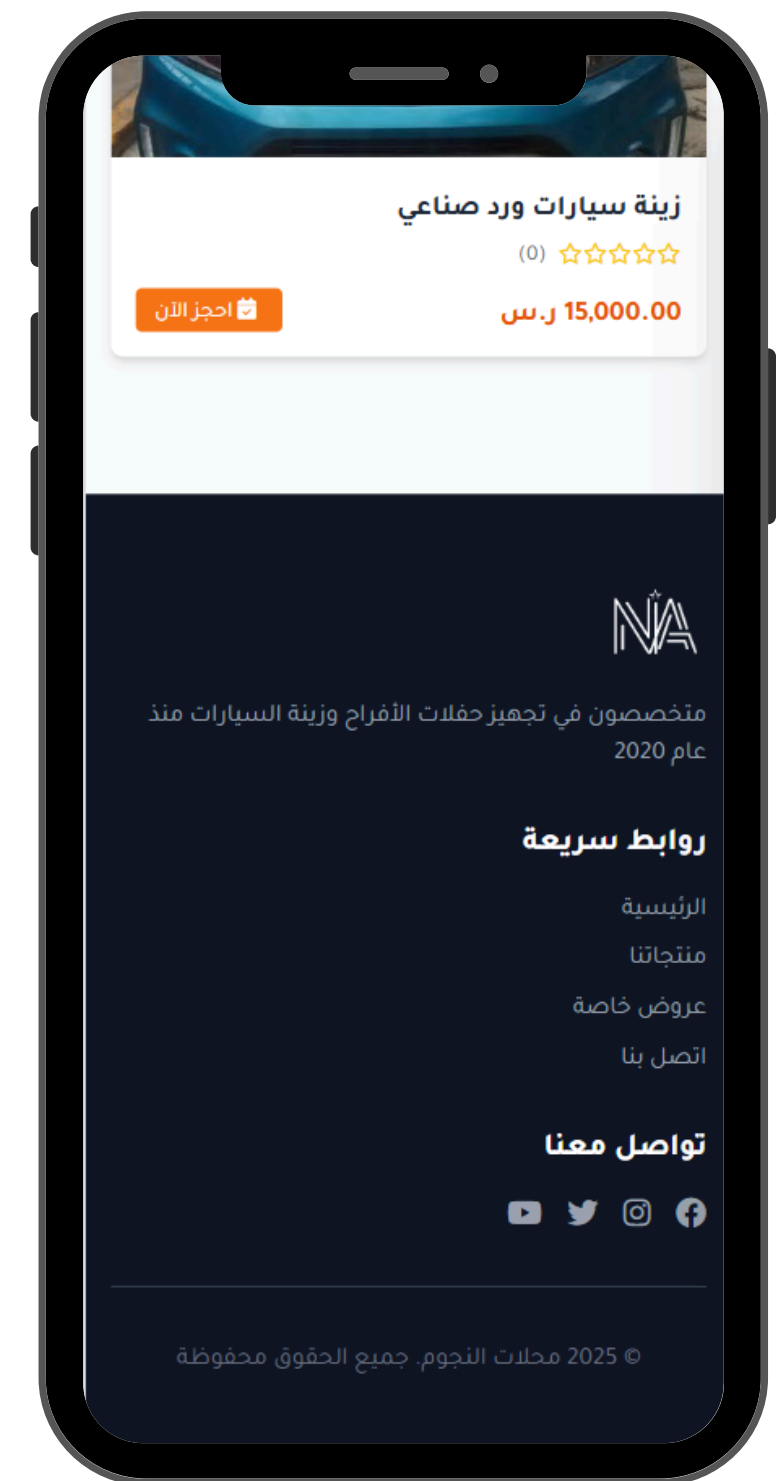 زينة سيارات ورد صناعي
(0)
15,000.00 ر.س
احجز الآن
NA
متخصصون في تجهيز حفلات الأفراح وزينة السيارات منذ
عام 2020
روابط سريعة
الرئيسية
منتجاتنا
عروض خاصة
اتصل بنا
تواصل معنا
© 2025 محلات النجوم. جميع الحقوق محفوظة